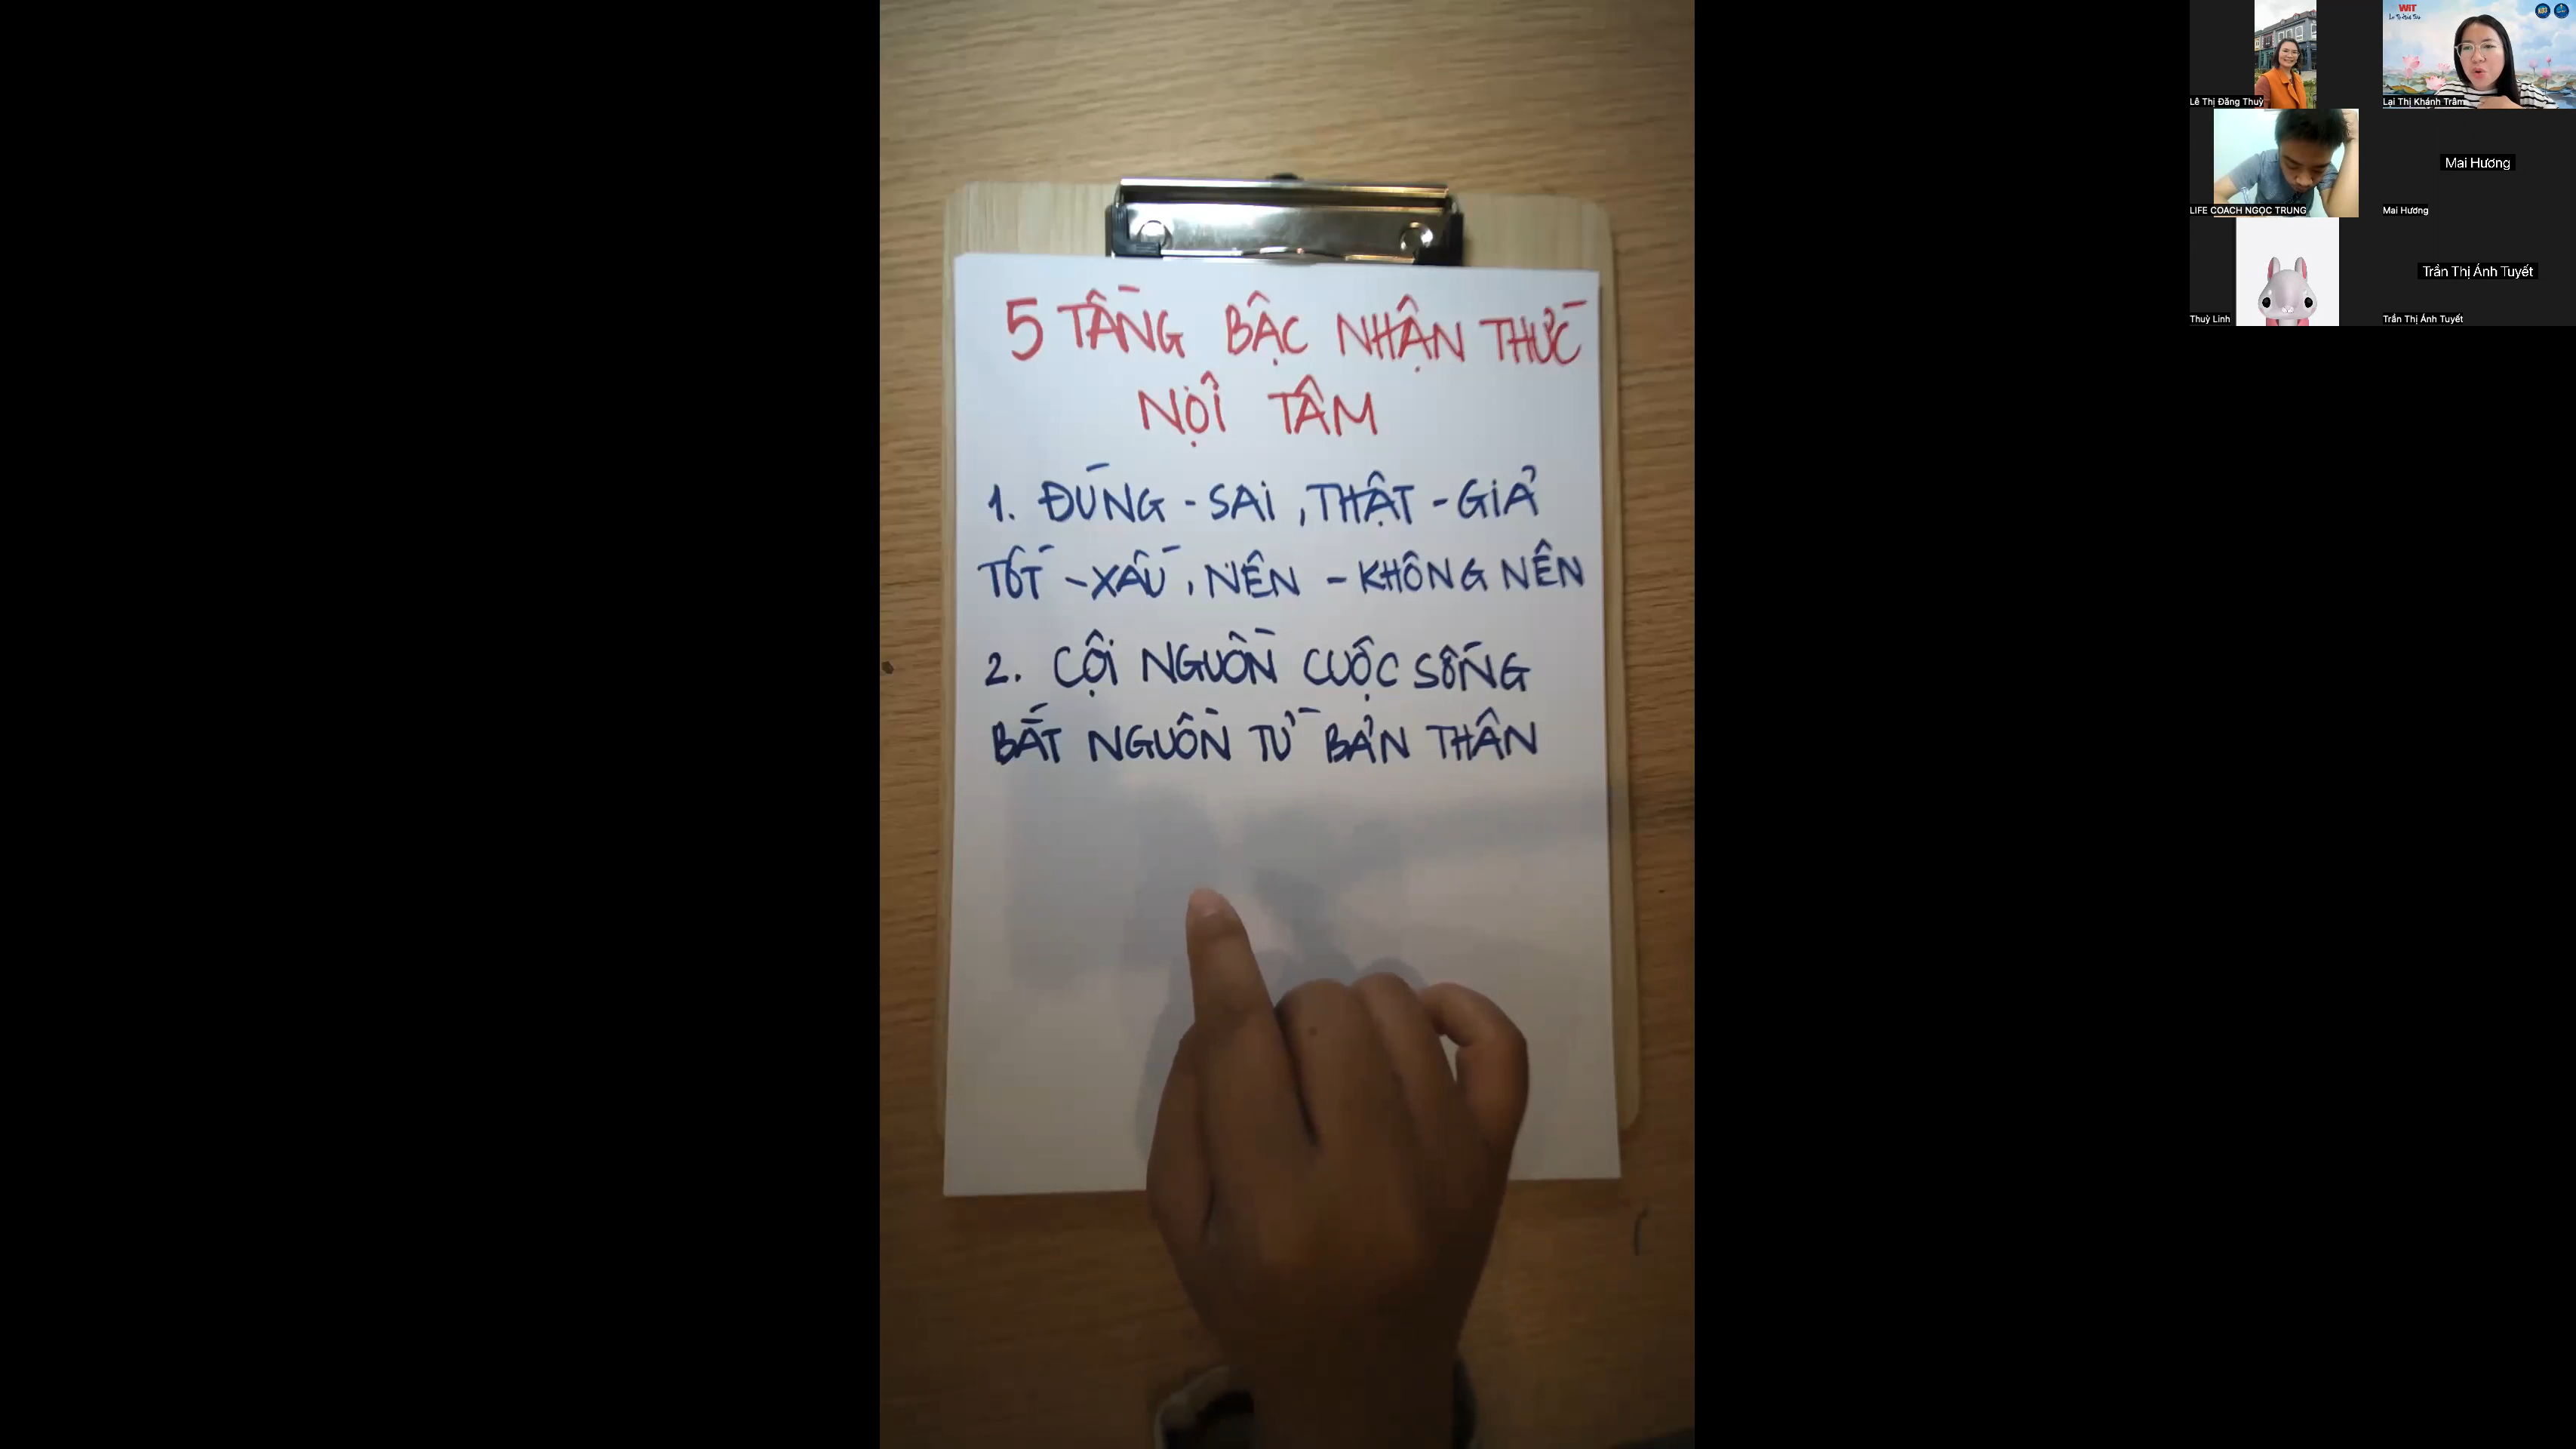 5 TẦNG BẬC NHẬN THỨC
NỘI TÂM
1. ĐÚNG - SAI, THẬT - GIẢ
TỐT - XẤU, NÊN - KHÔNG NÊN
2. CỘI NGUỒN CUỘC SỐNG
BẮT NGUỒN TỪ BẢN THÂN
WiT
Lê Thị Đăng Thuỳ
Lại Thị Khánh Trâm
LIFE COACH NGỌC TRUNG
Mai Hương
Mai Hương
Thuỳ Linh
Trần Thị Ánh Tuyết
Trần Thị Ánh Tuyết